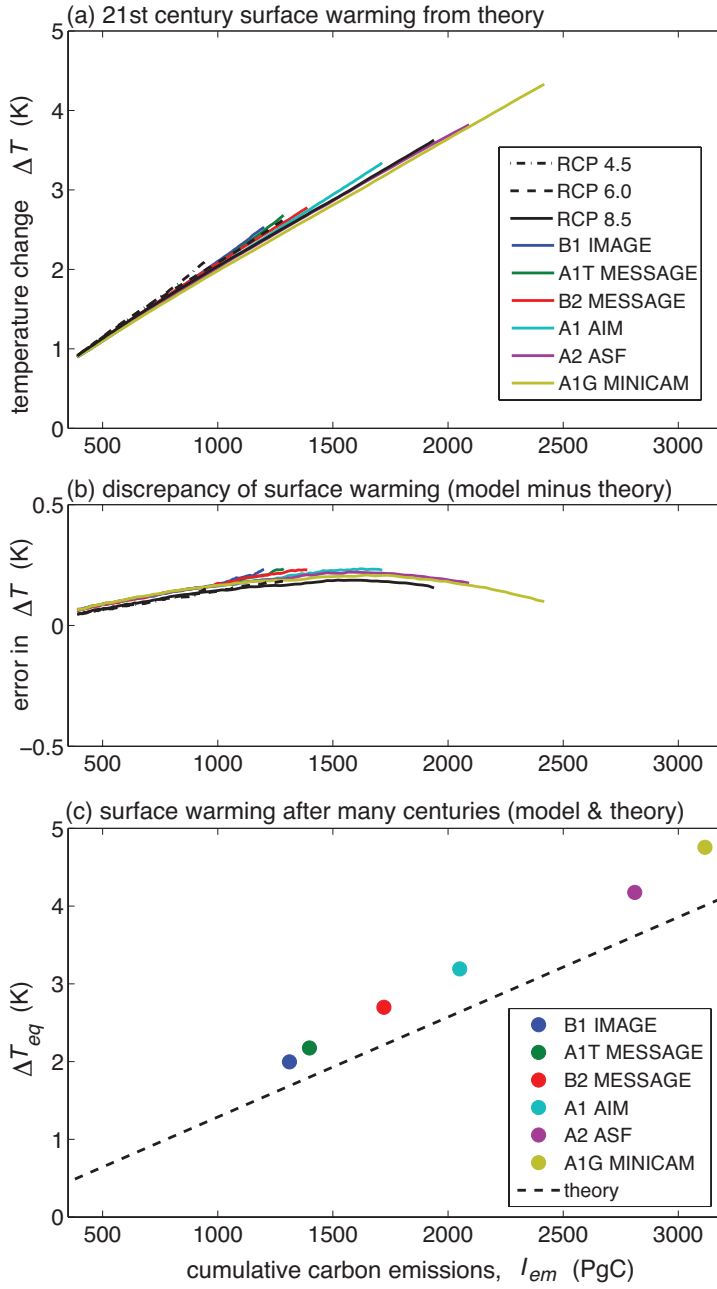 (a) 21st century surface warming from theory
5
4
3
2
1
0
temperature change ΔT (K)
RCP 4.5
RCP 6.0
RCP 8.5
B1 IMAGE
A1T MESSAGE
B2 MESSAGE
A1 AIM
A2 ASF
A1G MINICAM
500 1000 1500 2000 2500 3000
(b) discrepancy of surface warming (model minus theory)
0.5
0
−0.5
error in ΔT (K)
500 1000 1500 2000 2500 3000
(c) surface warming after many centuries (model & theory)
5
4
3
2
1
0
ΔTeq (K)
B1 IMAGE
A1T MESSAGE
B2 MESSAGE
A1 AIM
A2 ASF
A1G MINICAM
theory
500 1000 1500 2000 2500 3000
cumulative carbon emissions, Iem (PgC)